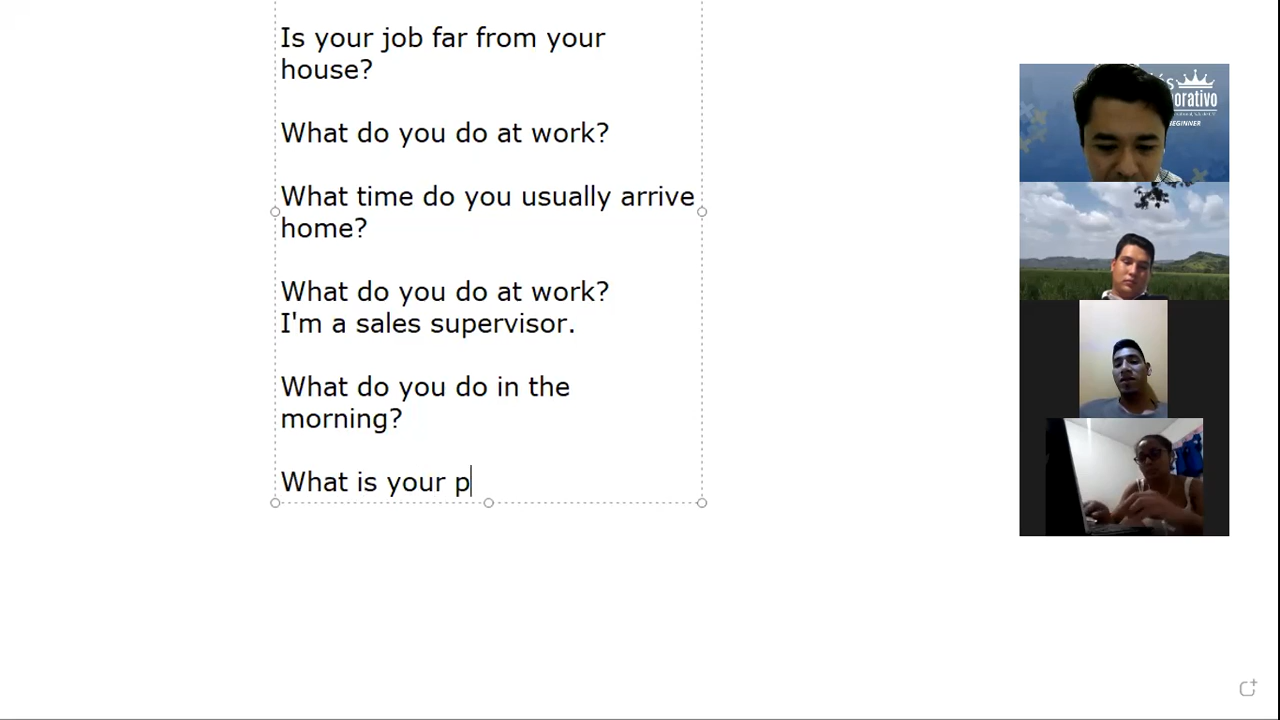 Is your job far from your
house?
What do you do at work?
What time do you usually arrive
home?
What do you do at work?
I'm a sales supervisor.
What do you do in the
morning?
What is your p